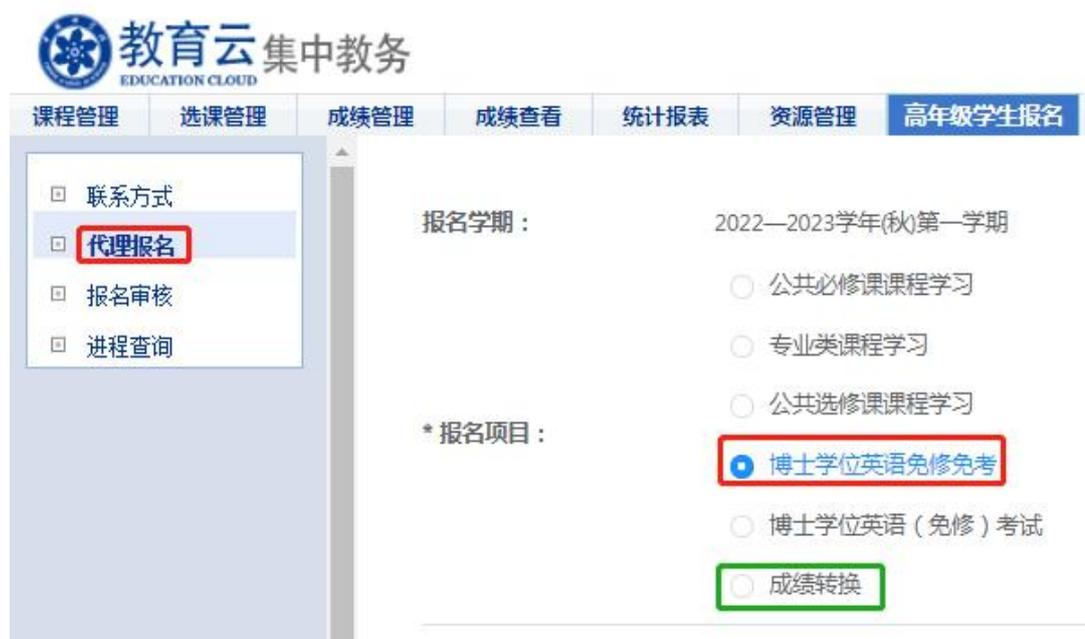 教育云 集中教务
EDUCATION CLOUD
课程管理 选课管理 成绩管理 成绩查看 统计报表 资源管理 高年级学生报名
联系方式
代理报名
报名审核
进程查询
报名学期： 2022—2023学年(秋)第一学期
公共必修课课程学习
专业类课程学习
公共选修课课程学习
* 报名项目：
博士学位英语免修免考
博士学位英语（免修）考试
成绩转换